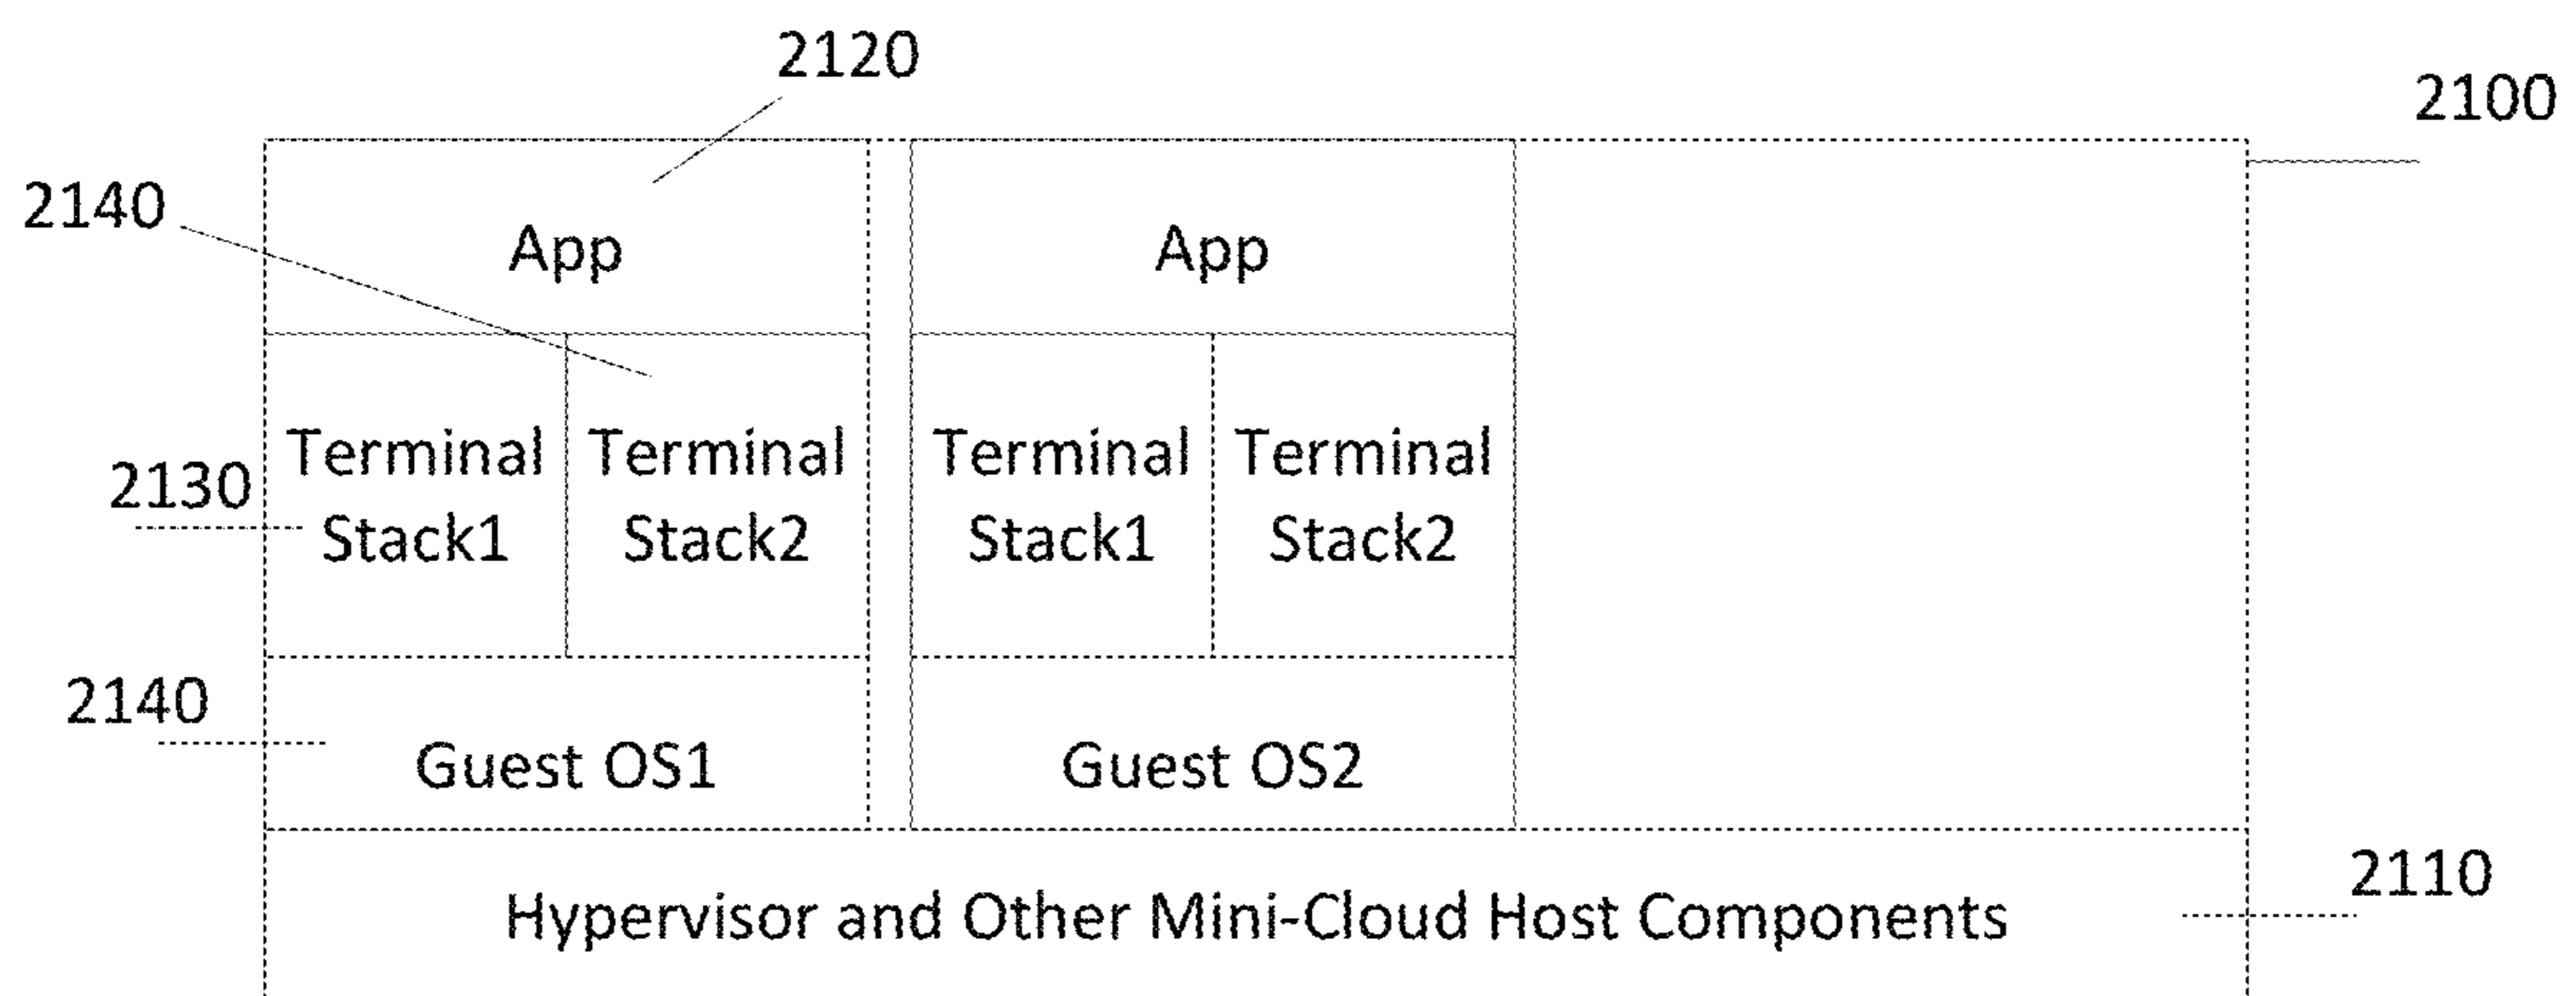 2120
2100
2140
App
App
2130
Terminal
Stack1
Terminal
Stack2
Terminal
Stack1
Terminal
Stack2
2140
Guest OS1
Guest OS2
2110
Hypervisor and Other Mini-Cloud Host Components